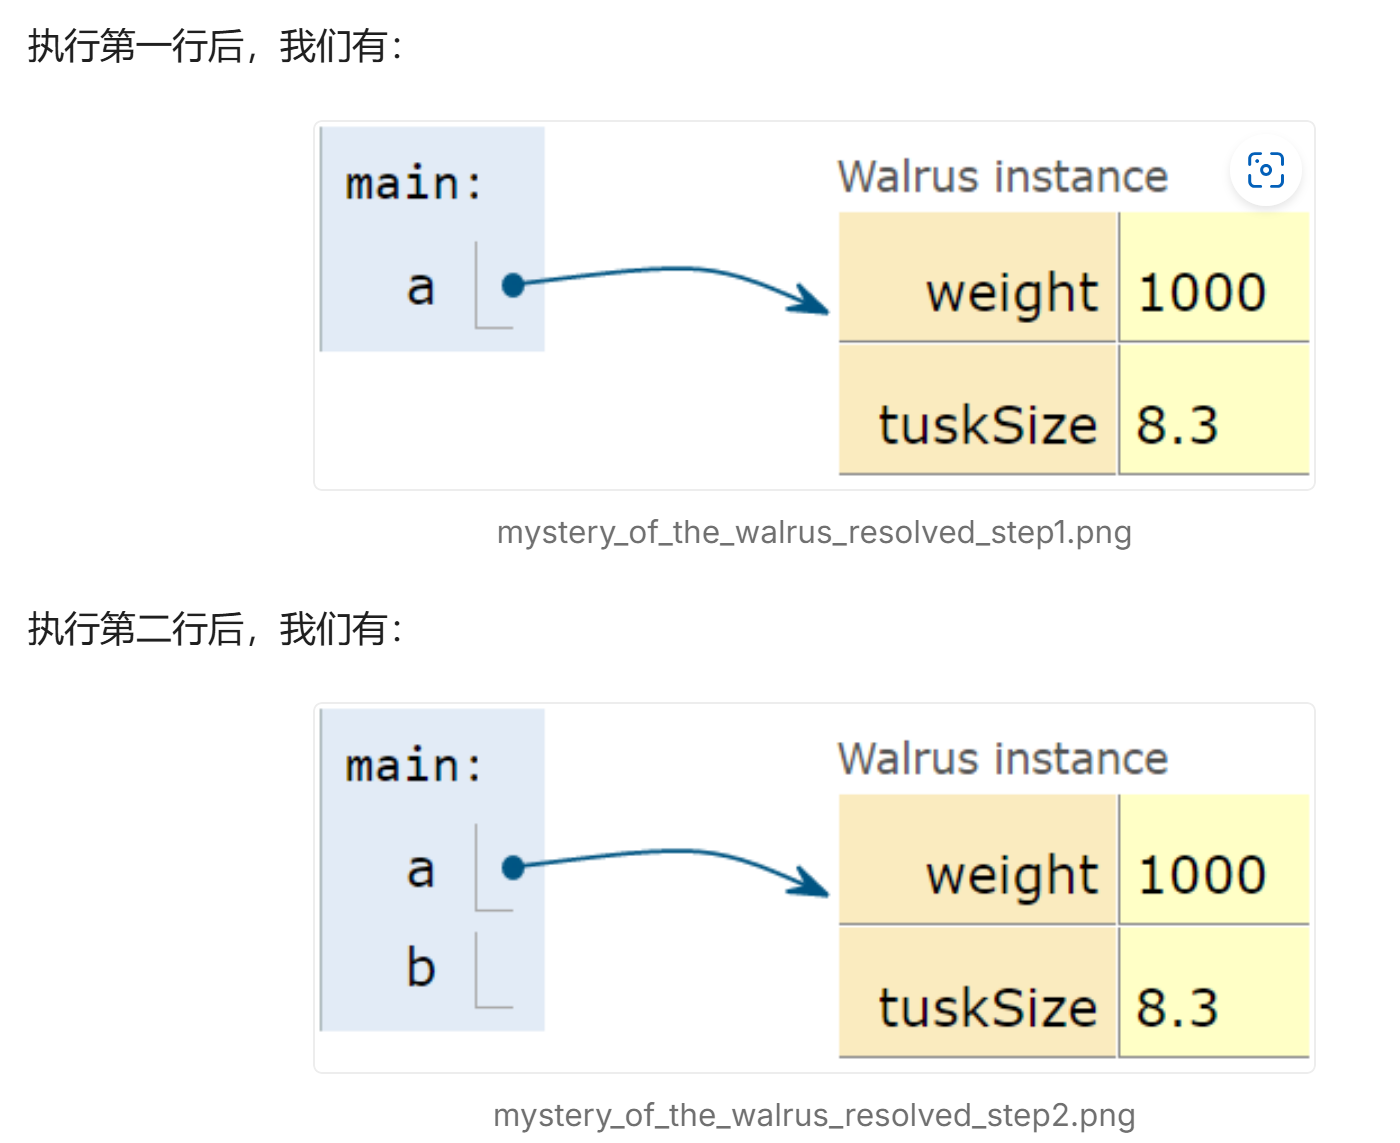 执行第一行后，我们有：
main:
Walrus instance
a
weight 1000
tuskSize 8.3
mystery_of_the_walrus_resolved_step1.png
执行第二行后，我们有：
main:
Walrus instance
a
weight 1000
b
tuskSize 8.3
mystery_of_the_walrus_resolved_step2.png